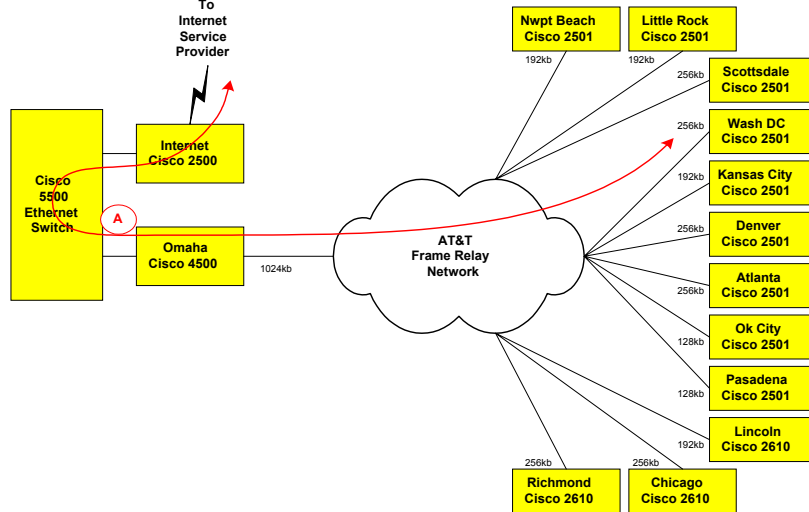 To
Internet
Service
Provider
Nwpt Beach
Cisco 2501
Little Rock
Cisco 2501
192kb
192kb
256kb
Scottsdale
Cisco 2501
256kb
Wash DC
Cisco 2501
Internet
Cisco 2500
Cisco
5500
Ethernet
Switch
192kb
Kansas City
Cisco 2501
A
Omaha
Cisco 4500
1024kb
AT&T
Frame Relay
Network
256kb
Denver
Cisco 2501
256kb
Atlanta
Cisco 2501
128kb
Ok City
Cisco 2501
128kb
Pasadena
Cisco 2501
192kb
Lincoln
Cisco 2610
256kb
256kb
Richmond
Cisco 2610
Chicago
Cisco 2610